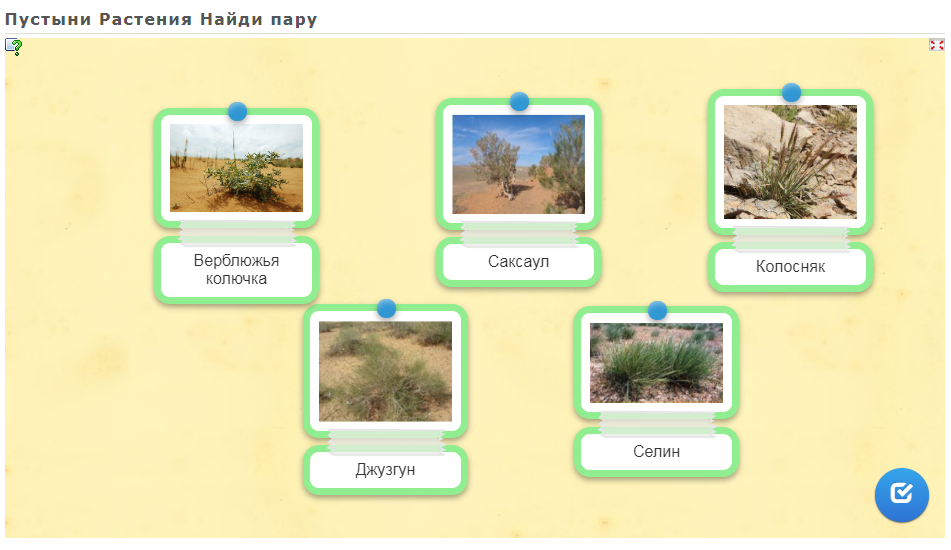 Пустыни Растения Найди пару
Верблюжья
колючка
Саксаул
Колосняк
Джузгун
Селин